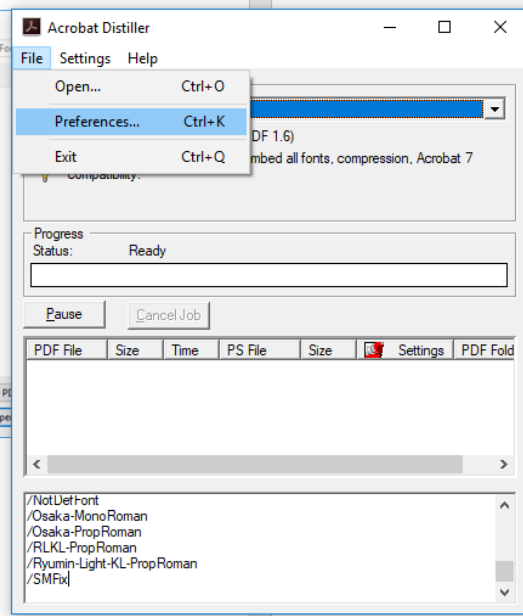 Acrobat Distiller
File Settings Help
Open... Ctrl+O
Preferences... Ctrl+K
Exit Ctrl+Q
DF 1.6)
mbed all fonts, compression, Acrobat 7
compatibility.
Progress
Status: Ready
Pause Cancel Job
PDF File Size Time PS File Size Settings PDF Fold
/NotDefFont
/Osaka-MonoRoman
/Osaka-PropRoman
/RLKL-PropRoman
/Ryumin-Light-KL-PropRoman
/SMFix